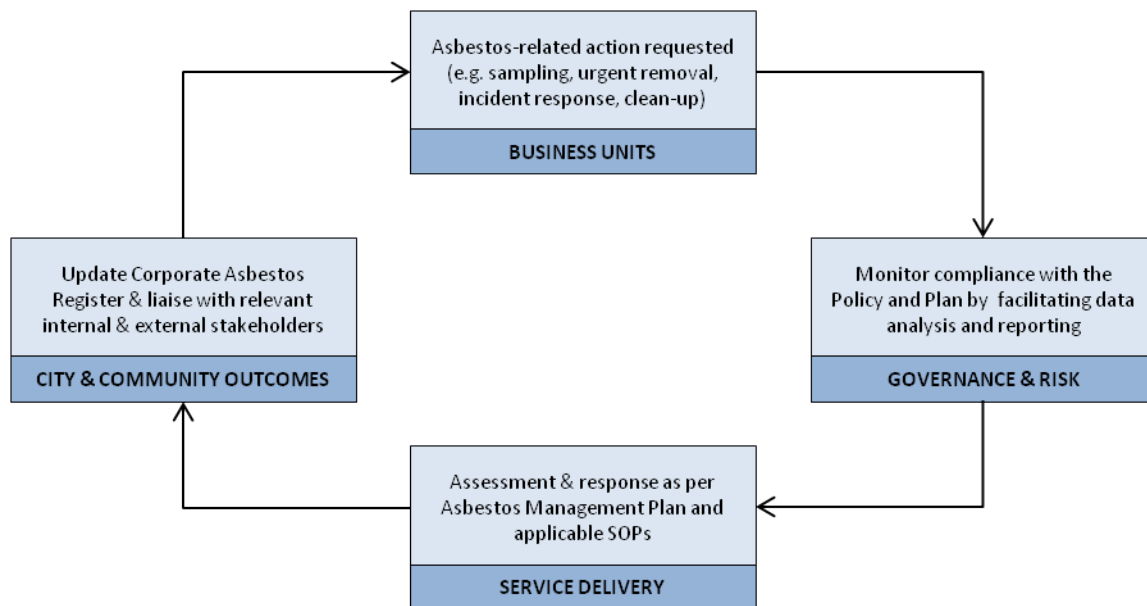 Asbestos-related action requested
(e.g. sampling, urgent removal,
incident response, clean-up)
BUSINESS UNITS
Update Corporate Asbestos
Register & liaise with relevant
internal & external stakeholders
CITY & COMMUNITY OUTCOMES
Monitor compliance with the
Policy and Plan by facilitating data
analysis and reporting
GOVERNANCE & RISK
Assessment & response as per
Asbestos Management Plan and
applicable SOPs
SERVICE DELIVERY